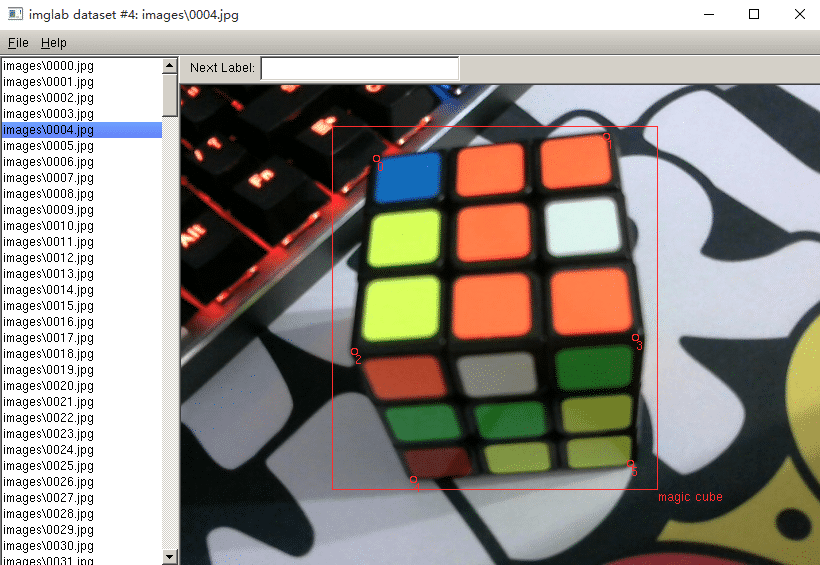 imglab dataset #4: images\0004.jpg
File Help
Next Label:
images\0000.jpg
images\0001.jpg
images\0002.jpg
images\0003.jpg
images\0004.jpg
images\0005.jpg
images\0006.jpg
images\0007.jpg
images\0008.jpg
images\0009.jpg
images\0010.jpg
images\0011.jpg
images\0012.jpg
images\0013.jpg
images\0014.jpg
images\0015.jpg
images\0016.jpg
images\0017.jpg
images\0018.jpg
images\0019.jpg
images\0020.jpg
images\0021.jpg
images\0022.jpg
images\0023.jpg
images\0024.jpg
images\0025.jpg
images\0026.jpg
images\0027.jpg
images\0028.jpg
images\0029.jpg
images\0030.jpg
images\0031.jpg
Fn
Alt
0
1
2
3
4
5
magic cube